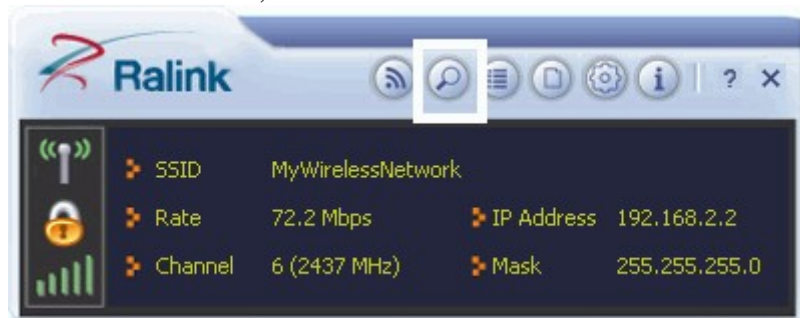 Ralink
? ×
SSID MyWirelessNetwork
Rate 72.2 Mbps IP Address 192.168.2.2
Channel 6 (2437 MHz) Mask 255.255.255.0